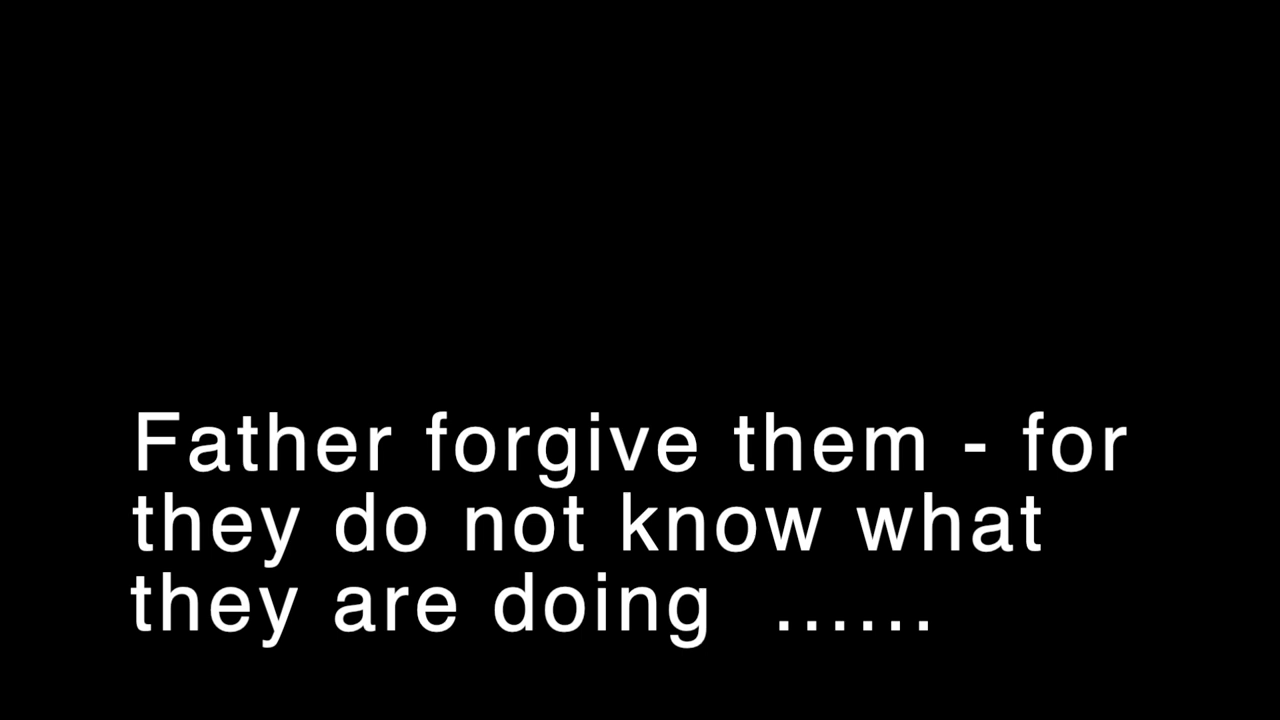 Father forgive them - for
they do not know what
they are doing  ......